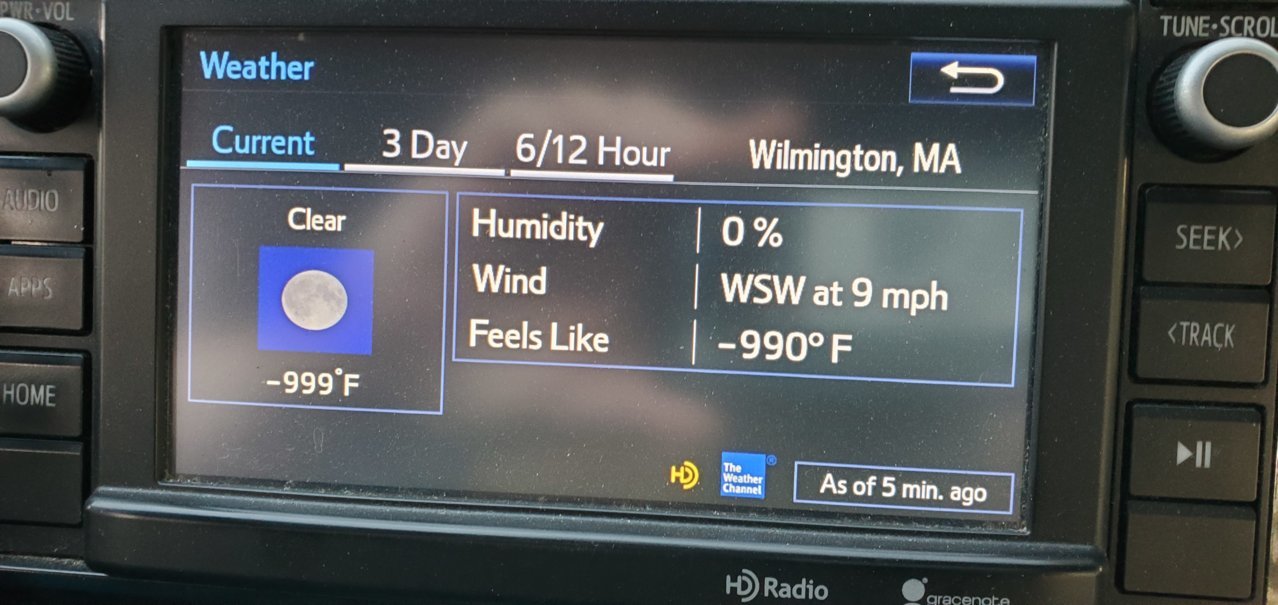 PWR•VOL
TUNE•SCROL
Weather
Current
3 Day
6/12 Hour
Wilmington, MA
AUDIO
Clear
Humidity
0 %
SEEK>
APPS
Wind
WSW at 9 mph
Feels Like
-990° F
<TRACK
-999°F
HOME
HD
The
Weather
Channel
®
As of 5 min. ago
HD Radio
gracenote